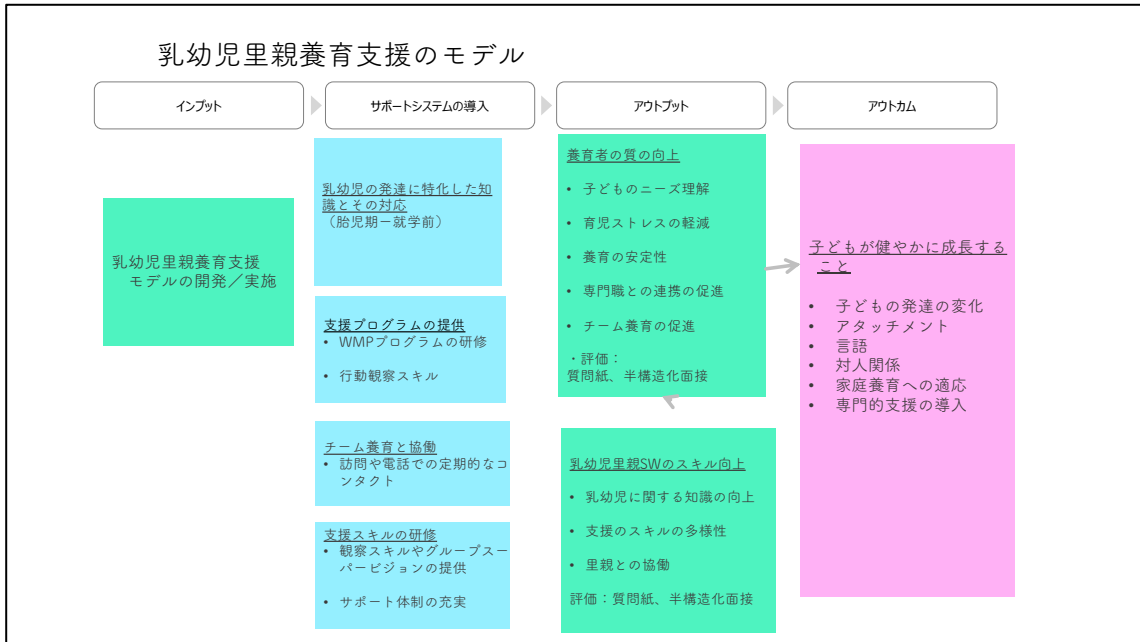 乳幼児里親養育支援のモデル
インプット
サポートシステムの導入
アウトプット
アウトカム
乳幼児里親養育支援
モデルの開発／実施
乳幼児の発達に特化した知
識とその対応
（胎児期－就学前）
支援プログラムの提供
• WMPプログラムの研修
• 行動観察スキル
チーム養育と協働
• 訪問や電話での定期的なコ
ンタクト
支援スキルの研修
• 観察スキルやグループスー
パービジョンの提供
• サポート体制の充実
養育者の質の向上
• 子どものニーズ理解
• 育児ストレスの軽減
• 養育の安定性
• 専門職との連携の促進
• チーム養育の促進
・評価：
質問紙、半構造化面接
乳幼児里親SWのスキル向上
• 乳幼児に関する知識の向上
• 支援のスキルの多様性
• 里親との協働
評価：質問紙、半構造化面接
子どもが健やかに成長する
こと
• 子どもの発達の変化
• アタッチメント
• 言語
• 対人関係
• 家庭養育への適応
• 専門的支援の導入